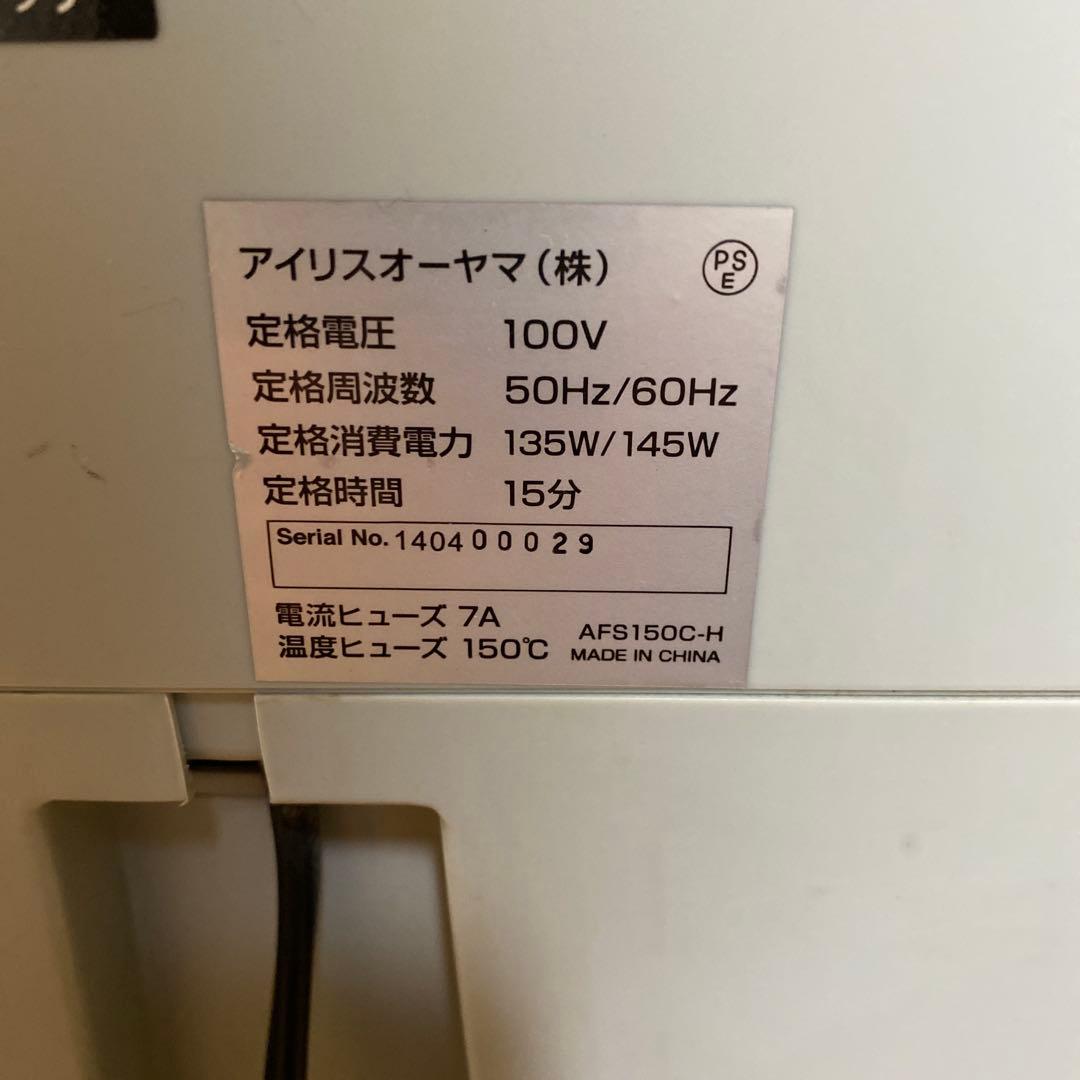 アイリスオーヤマ(株)
PSE
定格電圧 100V
定格周波数 50Hz/60Hz
定格消費電力 135W/145W
定格時間 15分
Serial No. 140400029
電流ヒューズ 7A
温度ヒューズ 150℃
AFS150C-H
MADE IN CHINA